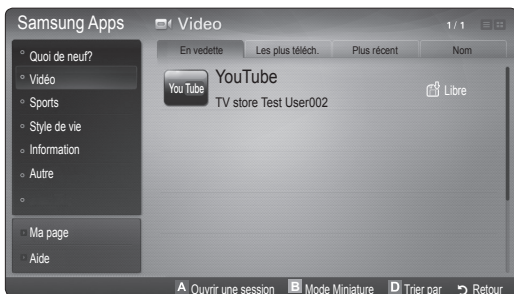 Samsung Apps
Video
1/1
Quoi de neuf?
Vidéo
Sports
Style de vie
Information
Autre
Ma page
Aide
En vedette
Les plus téléch.
Plus récent
Nom
You Tube
YouTube
TV store Test User002
Libre
A Ouvrir une session
B Mode Miniature
D Trier par
Retour